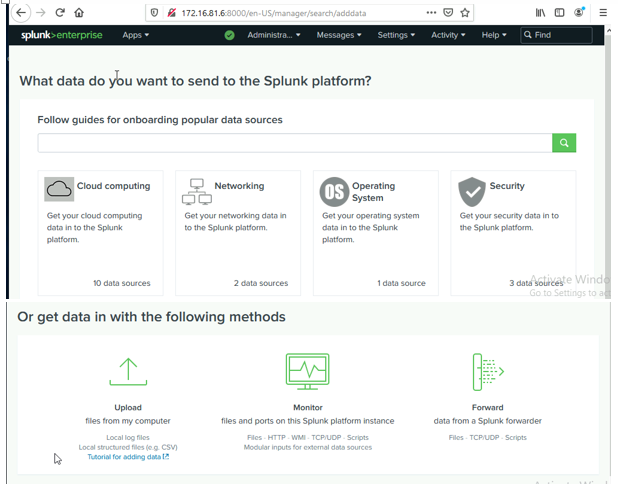 172.16.81.6:8000/en-US/manager/search/adddata
splunk>enterprise Apps Administra... Messages Settings Activity Help Find
What data do you want to send to the Splunk platform?
Follow guides for onboarding popular data sources
Cloud computing
Get your cloud computing
data in to the Splunk
platform.
10 data sources
Networking
Get your networking data in
to the Splunk platform.
2 data sources
OS
Operating
System
Get your operating system
data in to the Splunk
platform.
1 data source
Security
Get your security data in to
the Splunk platform.
3 data sources
Activate Windo
Go to Settings to act
Or get data in with the following methods
Upload
files from my computer
Local log files
Local structured files (e.g. CSV)
Tutorial for adding data
Monitor
files and ports on this Splunk platform instance
Files - HTTP - WMI - TCP/UDP - Scripts
Modular inputs for external data sources
Forward
data from a Splunk forwarder
Files - TCP/UDP - Scripts